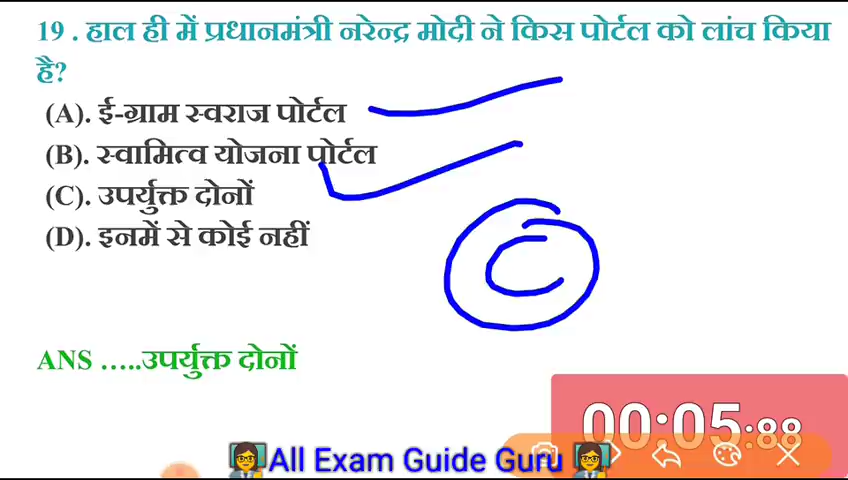 19 . हाल ही में प्रधानमंत्री नरेन्द्र मोदी ने किस पोर्टल को लांच किया
है?
(A). ई-ग्राम स्वराज पोर्टल
(B). स्वामित्व योजना पोर्टल
(C). उपर्युक्त दोनों
(D). इनमें से कोई नहीं
C
ANS …..उपर्युक्त दोनों
00:05:88
All Exam Guide Guru